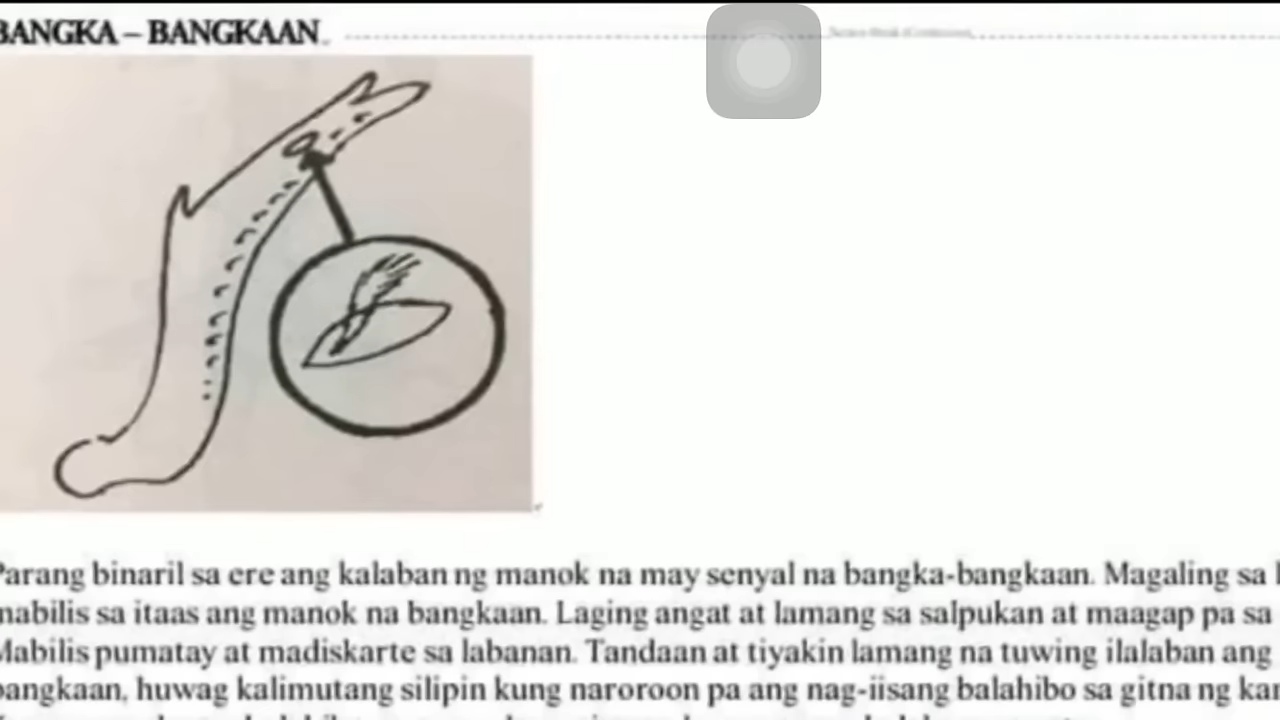 BANGKA – BANGKAAN
Parang binaril sa ere ang kalaban ng manok na may senyal na bangka-bangkaan. Magaling sa
mabilis sa itaas ang manok na bangkaan. Laging angat at lamang sa salpukan at maagap pa sa
Mabilis pumatay at madiskarte sa labanan. Tandaan at tiyakin lamang na tuwing ilalaban ang
bangkaan, huwag kalimutang silipin kung naroroon pa ang nag-iisang balahibo sa gitna ng